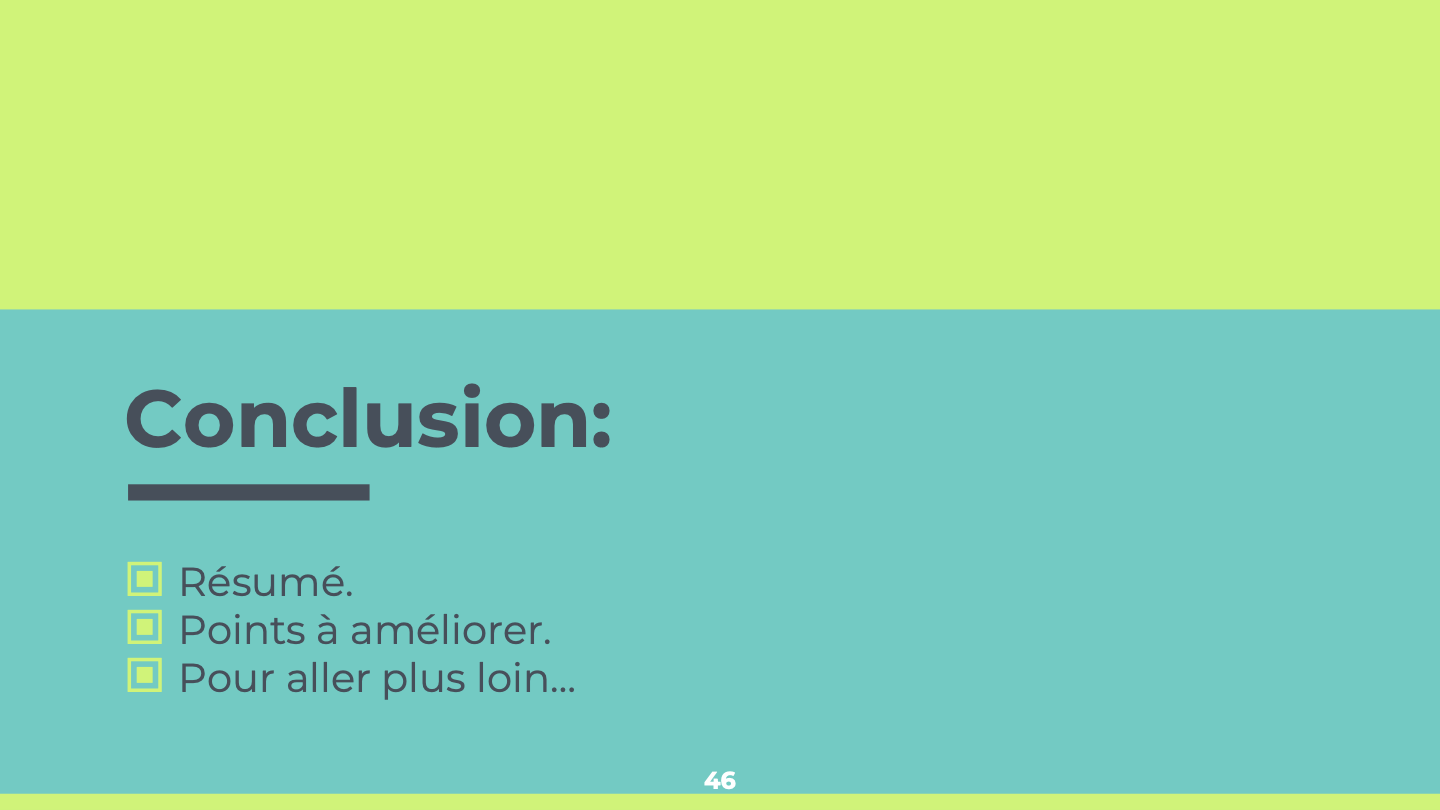 Conclusion:
Résumé.
Points à améliorer.
Pour aller plus loin...
46